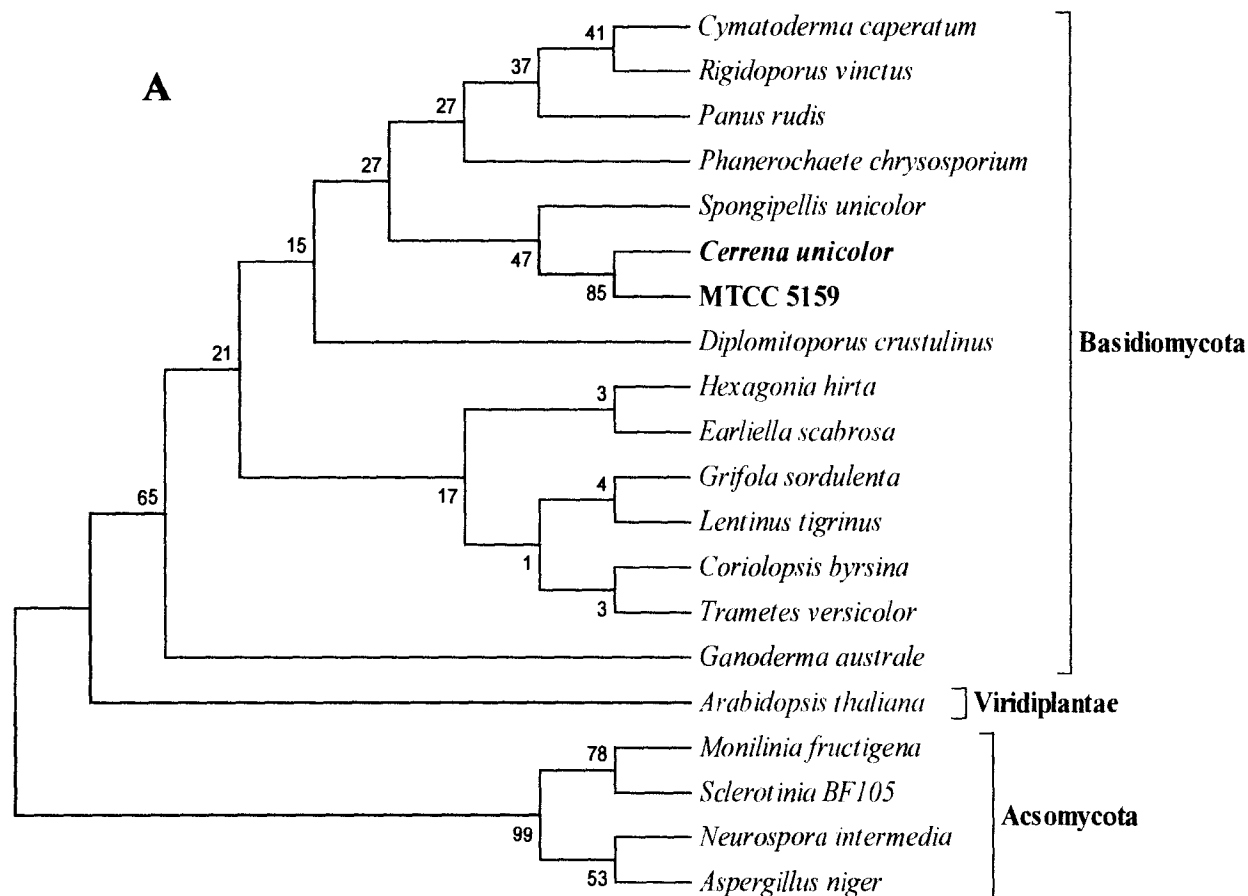 A
41
Cymatoderma caperatum
Rigidoporus vinctus
37
Panus rudis
27
Phanerochaete chrysosporium
27
Spongipellis unicolor
47
Cerrena unicolor
85
MTCC 5159
15
Diplomitoporus crustulinus
Basidiomycota
21
3
Hexagonia hirta
Earliella scabrosa
17
4
Grifola sordulenta
Lentinus tigrinus
1
Coriolopsis byrsina
3
Trametes versicolor
65
Ganoderma australe
Arabidopsis thaliana
Viridiplantae
78
Monilinia fructigena
Sclerotinia BF105
Acsomycota
99
Neurospora intermedia
53
Aspergillus niger